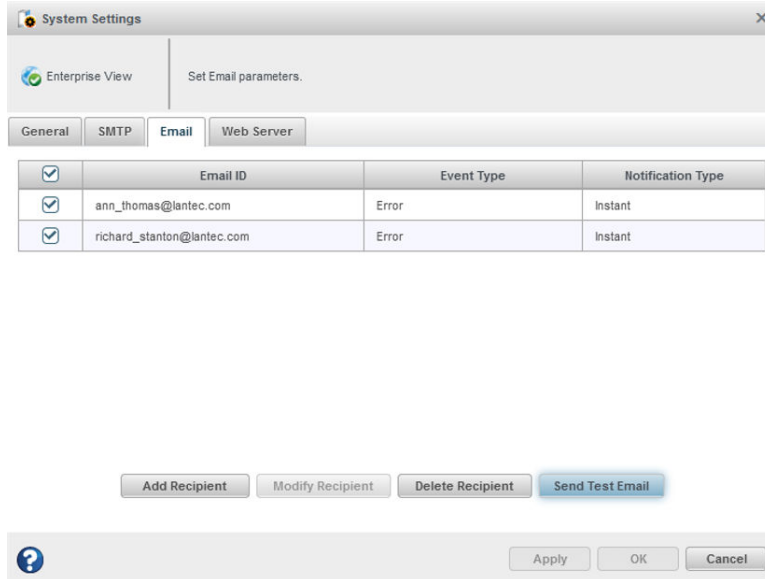 System Settings
Enterprise View
Set Email parameters.
General SMTP Email Web Server
Email ID Event Type Notification Type
ann_thomas@lantec.com Error Instant
richard_stanton@lantec.com Error Instant
Add Recipient Modify Recipient Delete Recipient Send Test Email
? Apply OK Cancel